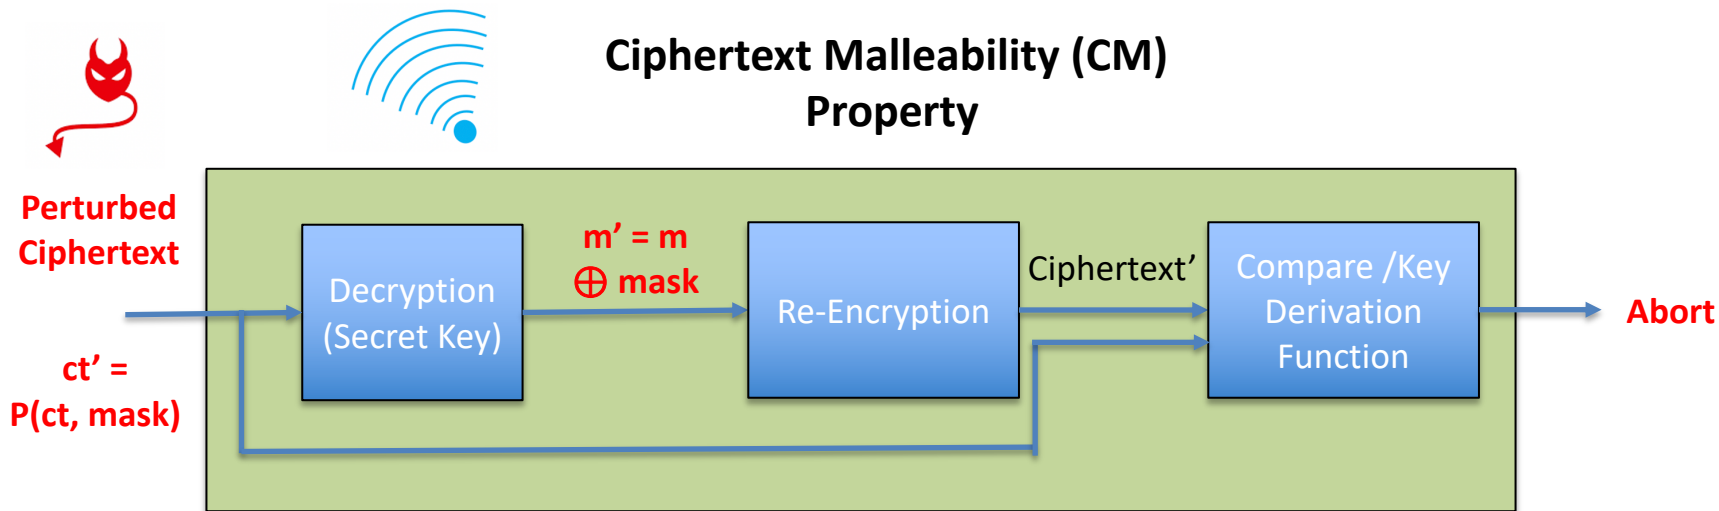 Ciphertext Malleability (CM)
Property
Perturbed
Ciphertext
ct’ =
P(ct, mask)
Decryption
(Secret Key)
m’ = m
⊕ mask
Re-Encryption
Ciphertext’
Compare /Key
Derivation
Function
Abort